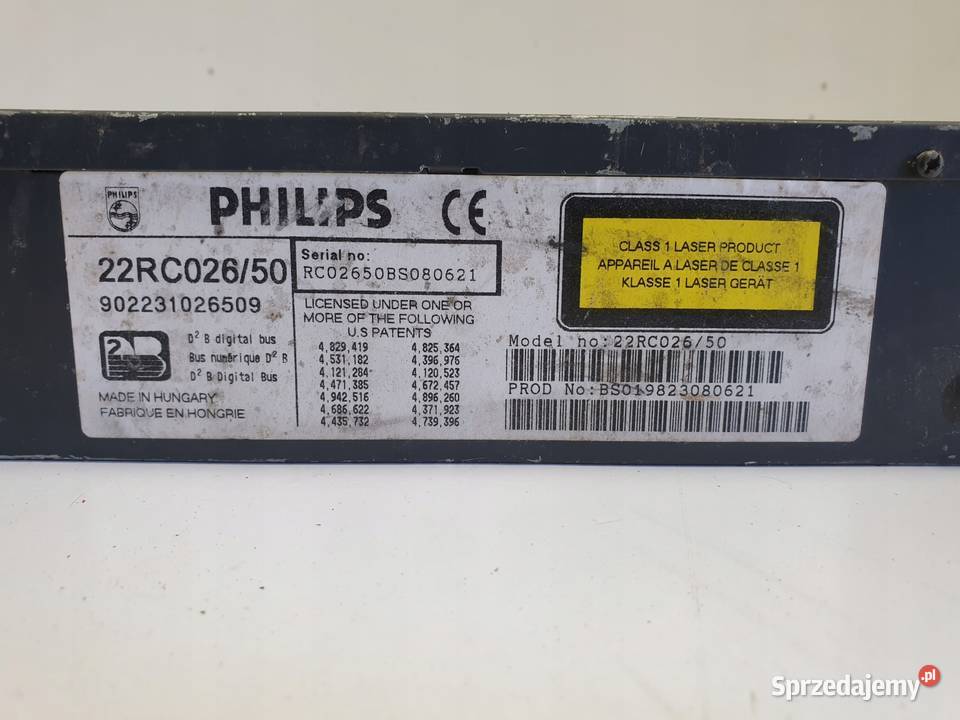 PHILIPS
PHILIPS CE
22RC026/50
902231026509
Serial no:
RC02650BS080621
2B
D² B digital bus
Bus numérique D² B
D² B Digital Bus
MADE IN HUNGARY
FABRIQUE EN HONGRIE
LICENSED UNDER ONE OR
MORE OF THE FOLLOWING
U.S PATENTS
4,829,419 4,825,364
4,531,182 4,396,976
4,121,284 4,120,523
4,471,385 4,672,457
4,942,516 4,896,260
4,686,622 4,371,923
4,435,732 4,739,396
CLASS 1 LASER PRODUCT
APPAREIL A LASER DE CLASSE 1
KLASSE 1 LASER GERÄT
Model no:22RC026/50
PROD No:BS019823080621
Sprzedajemy.pl